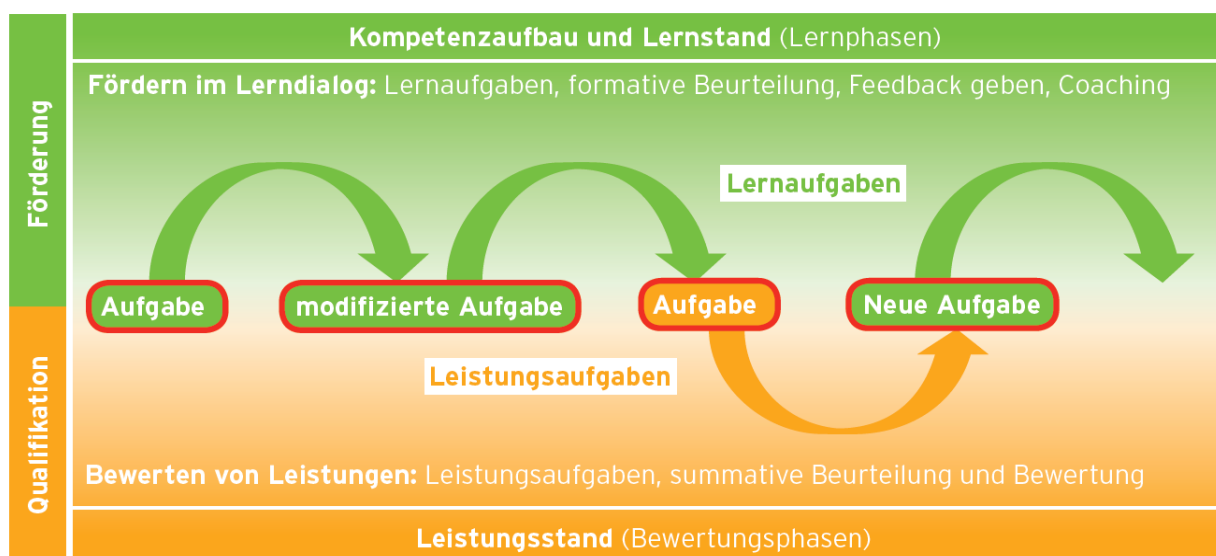 Förderung
Kompetenzaufbau und Lernstand (Lernphasen)
Fördern im Lerndialog: Lernaufgaben, formative Beurteilung, Feedback geben, Coaching
Lernaufgaben
Aufgabe
modifizierte Aufgabe
Aufgabe
Neue Aufgabe
Qualifikation
Leistungsaufgaben
Bewerten von Leistungen: Leistungsaufgaben, summative Beurteilung und Bewertung
Leistungsstand (Bewertungsphasen)